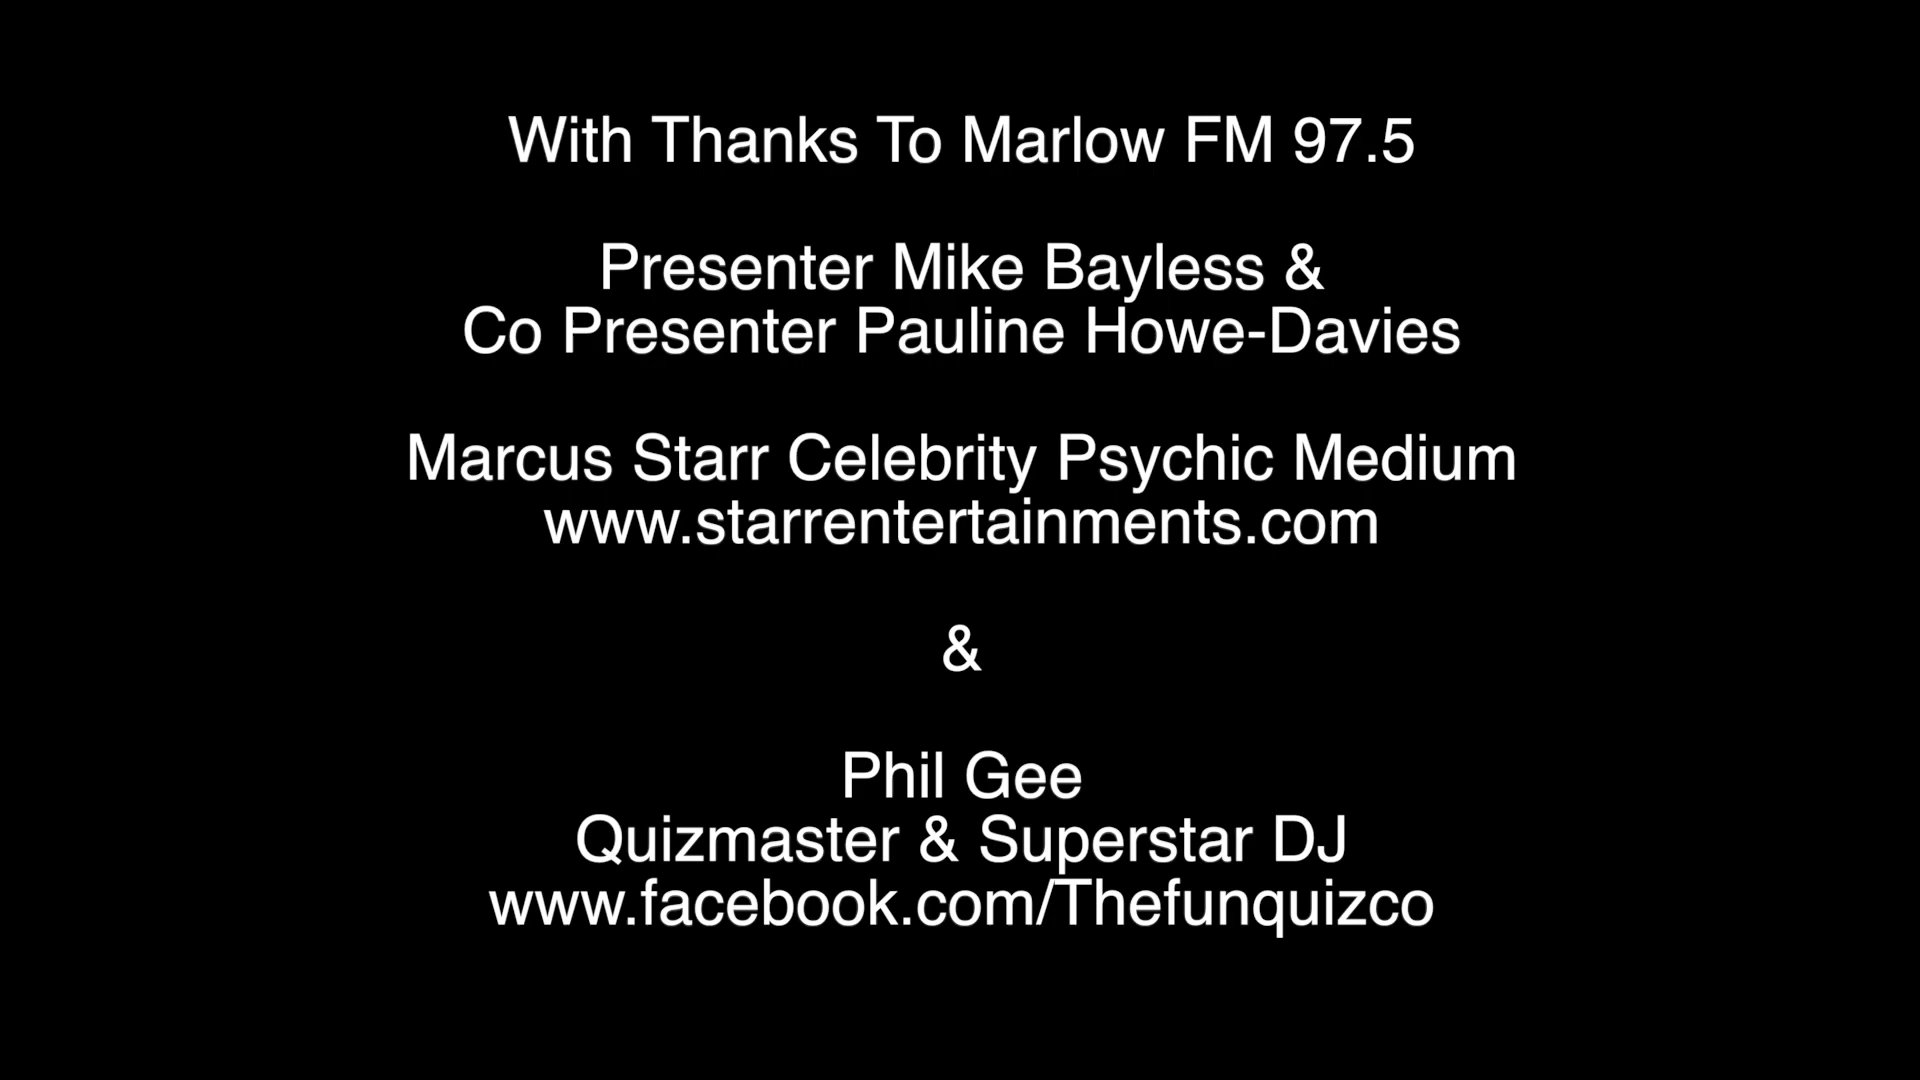 With Thanks To Marlow FM 97.5
Presenter Mike Bayless &
Co Presenter Pauline Howe-Davies
Marcus Starr Celebrity Psychic Medium
www.starrentertainments.com
&
Phil Gee
Quizmaster & Superstar DJ
www.facebook.com/Thefunquizco